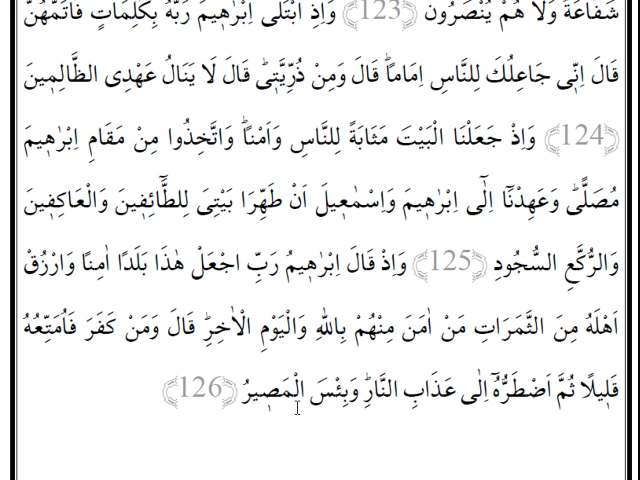 شَفَاعَةٌ وَلَا هُمْ يُنْصَرُونَ ﴿123﴾ وَاِذِ ابْتَلٰٓى اِبْرٰه۪يمَ رَبُّهُ بِكَلِمَاتٍ فَاَتَمَّهُنَّ
قَالَ اِنّ۪ى جَاعِلُكَ لِلنَّاسِ اِمَاماًۜ قَالَ وَمِنْ ذُرِّيَّت۪ىۜ قَالَ لَا يَنَالُ عَهْدِى الظَّالِم۪ينَ
﴿124﴾ وَاِذْ جَعَلْنَا الْبَيْتَ مَثَابَةً لِلنَّاسِ وَاَمْناًۜ وَاتَّخِذُوا مِنْ مَقَامِ اِبْرٰه۪يمَ
مُصَلًّىۜ وَعَهِدْنَٓا اِلٰٓى اِبْرٰه۪يمَ وَاِسْمٰع۪يلَ اَنْ طَهِّرَا بَيْتِىَ لِلطَّٓائِف۪ينَ وَالْعَاكِف۪ينَ
وَالرُّكَّعِ السُّجُودِ ﴿125﴾ وَاِذْ قَالَ اِبْرٰه۪يمُ رَبِّ اجْعَلْ هٰذَا بَلَدًا اٰمِنًا وَارْزُقْ
اَهْلَهُ مِنَ الثَّمَرَاتِ مَنْ اٰمَنَ مِنْهُمْ بِاللّٰهِ وَالْيَوْمِ الْاٰخِرِۜ قَالَ وَمَنْ كَفَرَ فَاُمَتِّعُهُ
قَل۪يلًا ثُمَّ اَضْطَرُّهُٓ اِلٰى عَذَابِ النَّارِۜ وَبِئْسَ الْمَص۪يرُ ﴿126﴾